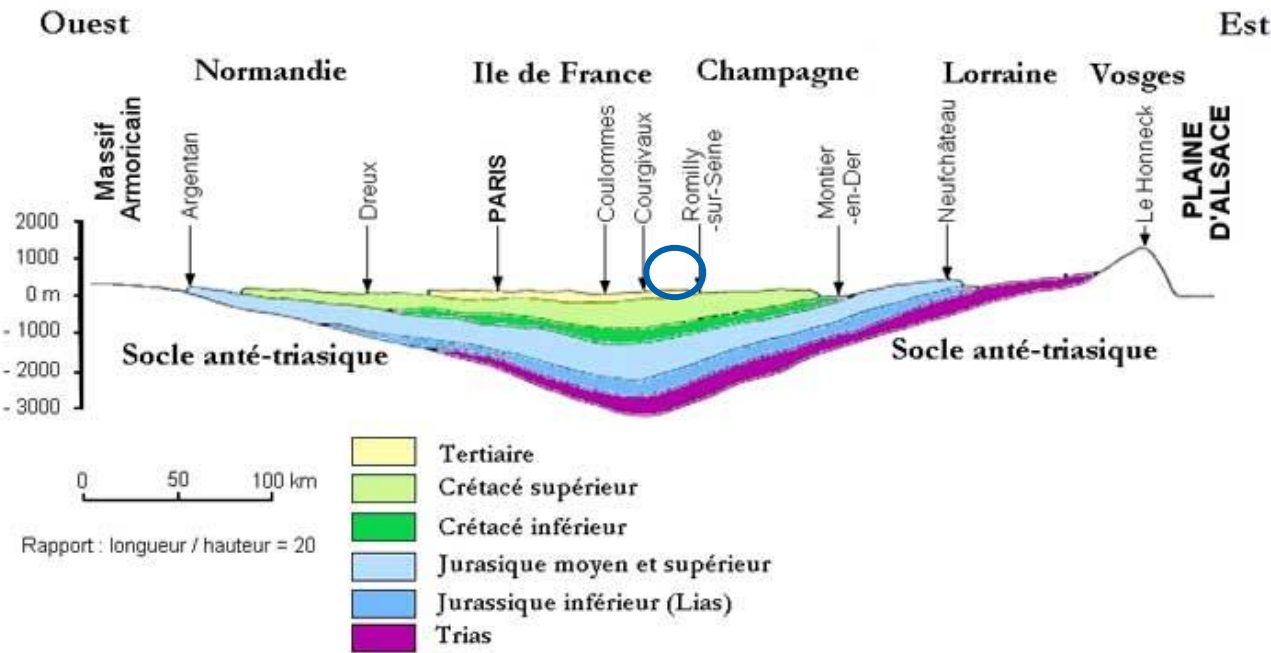 Ouest
Est
Normandie
Ile de France
Champagne
Lorraine
Vosges
Massif
Armoricain
Argentan
Dreux
PARIS
Coulommes
Courgivaux
Romilly
-sur-Seine
Montier
-en-Der
Neufchâteau
Le Honneck
PLAINE
D'ALSACE
2000
1000
0 m
- 1000
- 2000
- 3000
Socle anté-triasique
Socle anté-triasique
0
50
100 km
Rapport : longueur / hauteur = 20
Tertiaire
Crétacé supérieur
Crétacé inférieur
Jurasique moyen et supérieur
Jurassique inférieur (Lias)
Trias